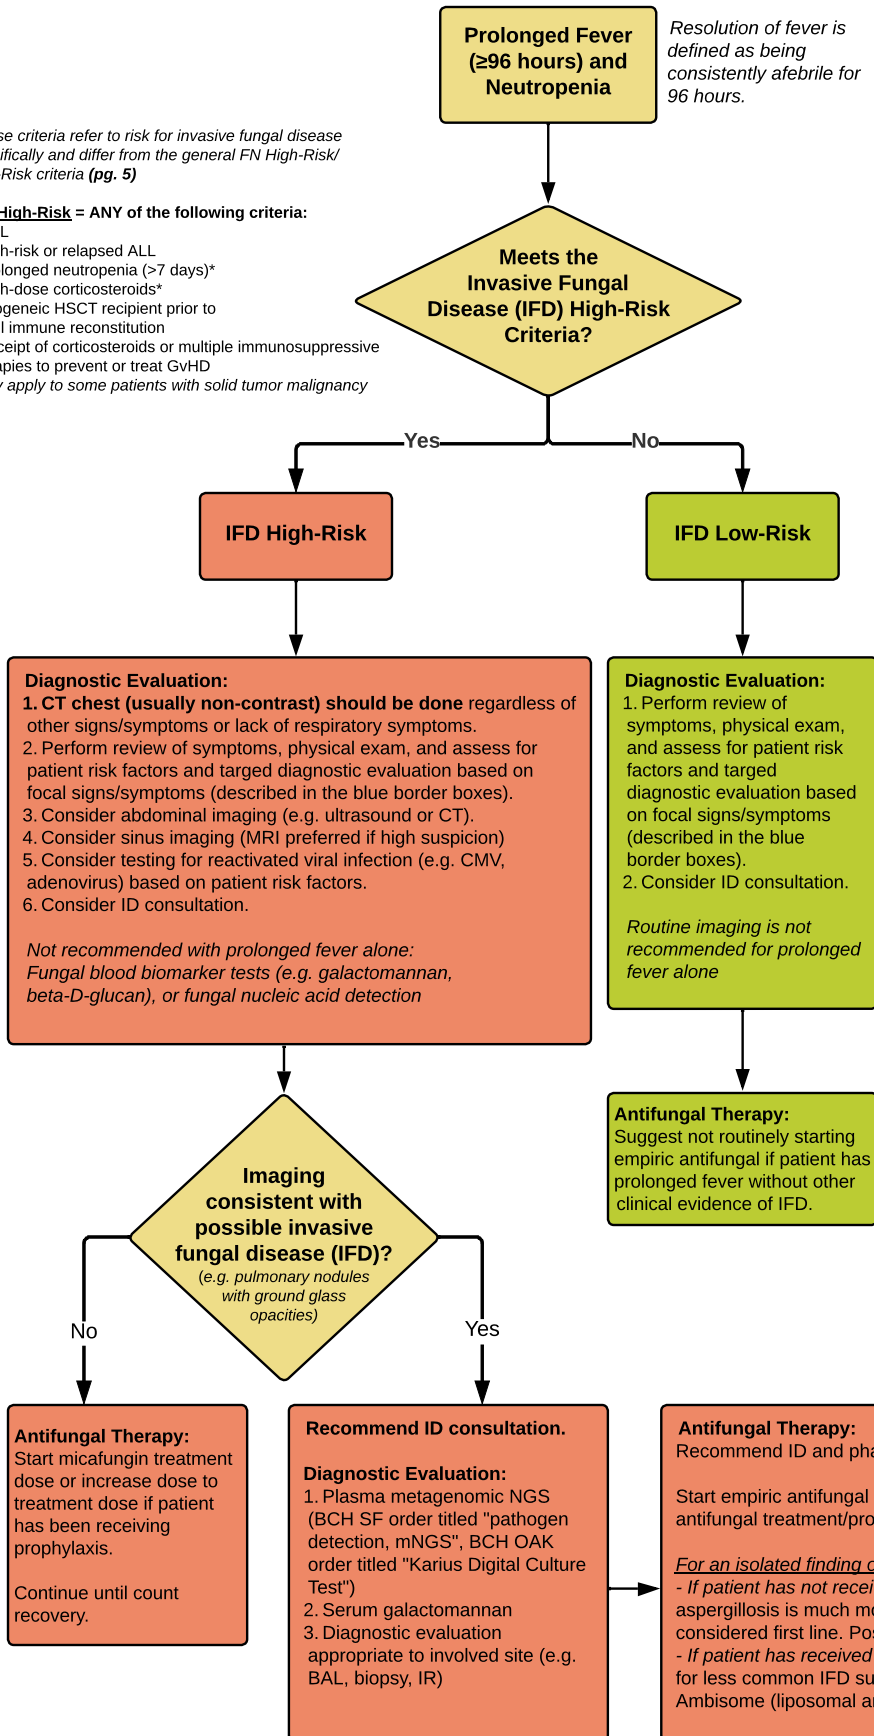 Prolonged Fever
(≥96 hours) and
Neutropenia
Resolution of fever is
defined as being
consistently afebrile for
96 hours.
criteria refer to risk for invasive fungal disease
and differ from the general FN High-Risk/
criteria (pg. 5)
High-Risk = ANY of the following criteria:
or relapsed ALL
neutropenia (>7 days)*
corticosteroids*
HSCT recipient prior to
immune reconstitution
of corticosteroids or multiple immunosuppressive
to prevent or treat GvHD
apply to some patients with solid tumor malignancy
Meets the
Invasive Fungal
Disease (IFD) High-Risk
Criteria?
Yes
No
IFD High-Risk
IFD Low-Risk
Diagnostic Evaluation:
1. CT chest (usually non-contrast) should be done regardless of
other signs/symptoms or lack of respiratory symptoms.
2. Perform review of symptoms, physical exam, and assess for
patient risk factors and targed diagnostic evaluation based on
focal signs/symptoms (described in the blue border boxes).
3. Consider abdominal imaging (e.g. ultrasound or CT).
4. Consider sinus imaging (MRI preferred if high suspicion)
5. Consider testing for reactivated viral infection (e.g. CMV,
adenovirus) based on patient risk factors.
6. Consider ID consultation.
Not recommended with prolonged fever alone:
Fungal blood biomarker tests (e.g. galactomannan,
beta-D-glucan), or fungal nucleic acid detection
Diagnostic Evaluation:
1. Perform review of
symptoms, physical exam,
and assess for patient risk
factors and targed
diagnostic evaluation based
on focal signs/symptoms
(described in the blue
border boxes).
2. Consider ID consultation.
Routine imaging is not
recommended for prolonged
fever alone
Antifungal Therapy:
Suggest not routinely starting
empiric antifungal if patient has
prolonged fever without other
clinical evidence of IFD.
Imaging
consistent with
possible invasive
fungal disease (IFD)?
(e.g. pulmonary nodules
with ground glass
opacities)
No
Yes
Antifungal Therapy:
Start micafungin treatment
dose or increase dose to
treatment dose if patient
has been receiving
prophylaxis.
Continue until count
recovery.
Recommend ID consultation.
Diagnostic Evaluation:
1. Plasma metagenomic NGS
(BCH SF order titled "pathogen
detection, mNGS", BCH OAK
order titled "Karius Digital Culture
Test")
2. Serum galactomannan
3. Diagnostic evaluation
appropriate to involved site (e.g.
BAL, biopsy, IR)
Antifungal Therapy:
Recommend ID and
Start empiric antifungal
antifungal
For an isolated finding
- If patient has not
aspergillosis is much
considered first line.
- If patient has received
for less common IFD
Ambisome (liposomal